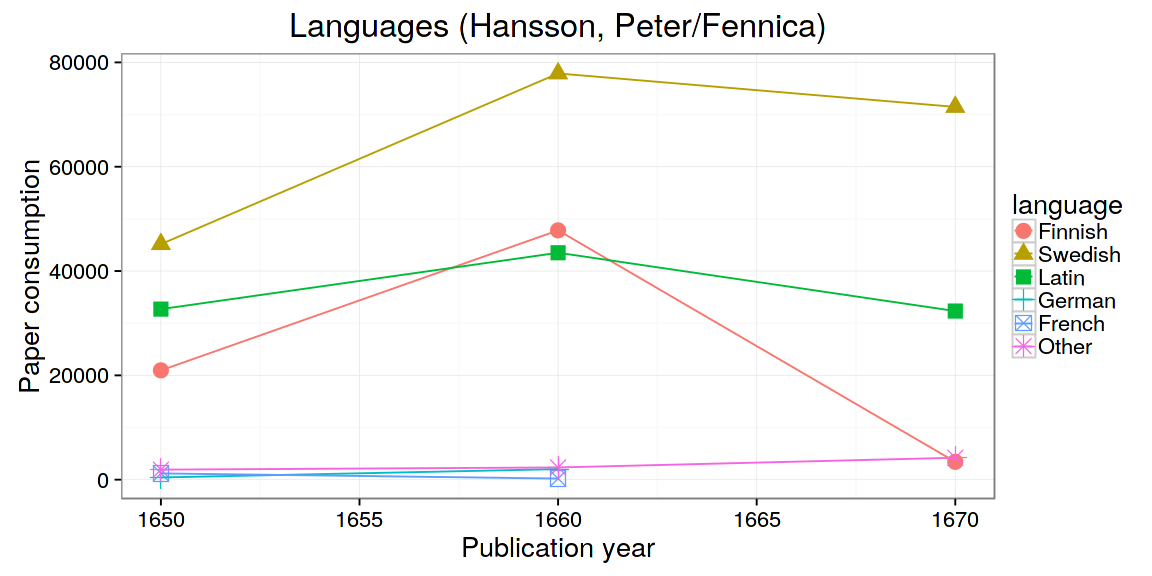 Languages (Hansson, Peter/Fennica)
80000
60000
40000
20000
0
Paper consumption
1650
1655
1660
1665
1670
Publication year
language
Finnish
Swedish
Latin
German
French
Other